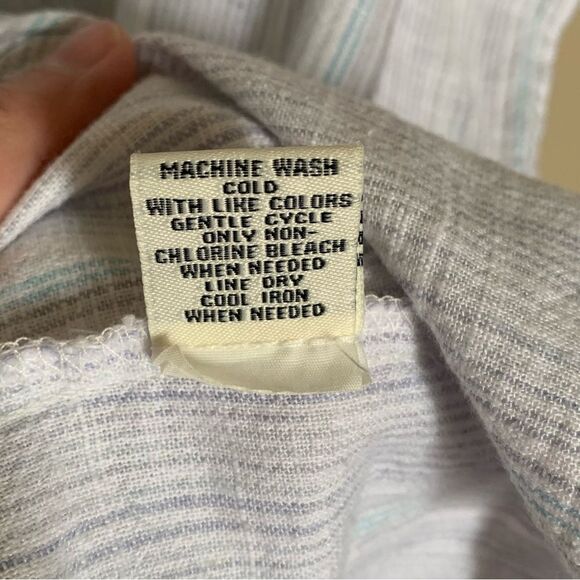 MACHINE WASH
COLD
WITH LIKE COLORS
GENTLE CYCLE
ONLY NON-
CHLORINE BLEACH
WHEN NEEDED
LINE DRY
COOL IRON
WHEN NEEDED